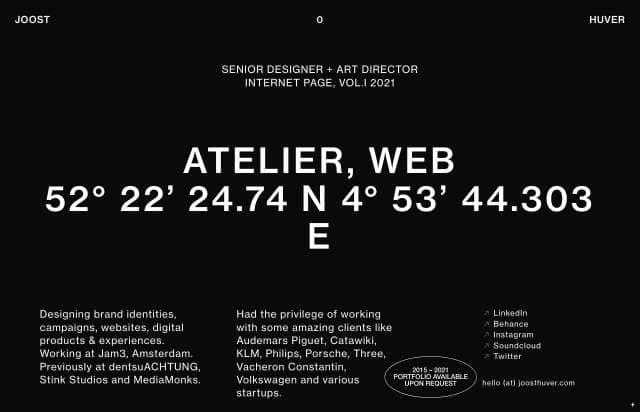 JOOST 0 HUVER
SENIOR DESIGNER + ART DIRECTOR
INTERNET PAGE, VOL.I 2021
ATELIER, WEB
52° 22’ 24.74 N 4° 53’ 44.303
E
Designing brand identities,
campaigns, websites, digital
products & experiences.
Working at Jam3, Amsterdam.
Previously at dentsuACHTUNG,
Stink Studios and MediaMonks.
Had the privilege of working
with some amazing clients like
Audemars Piguet, Catawiki,
KLM, Philips, Porsche, Three,
Vacheron Constantin,
Volkswagen and various
startups.
2015 – 2021
PORTFOLIO AVAILABLE
UPON REQUEST
↗ LinkedIn
↗ Behance
↗ Instagram
↗ Soundcloud
↗ Twitter
hello (at) joosthuver.com